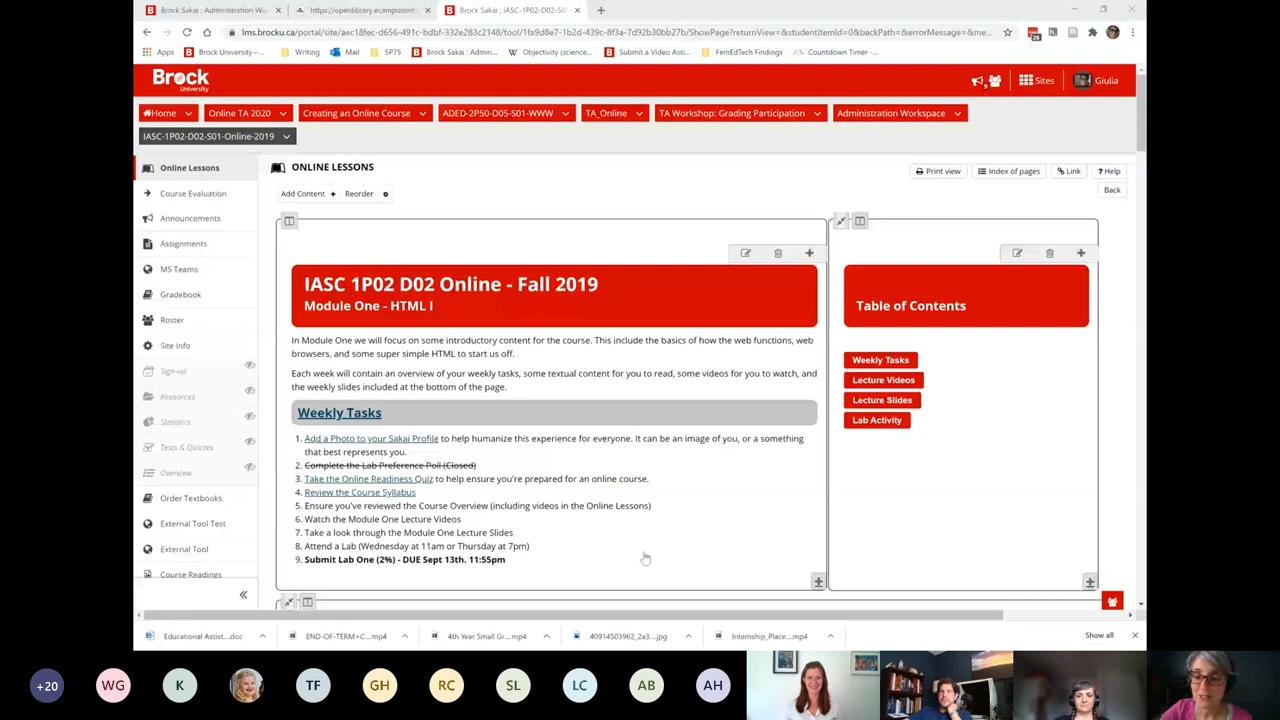 Brock Sakai : Administration Wo
https://openlibrary.ecampusont
Brock Sakai : IASC-1P02-D02-S01
lms.brocku.ca/portal/site/aec18fec-d656-491c-bdbf-332e283c2148/tool/1fa9d8e7-1b2d-439c-8f3a-7d92b30bb27b/ShowPage?returnView=&studentItemId=0&backPath=&errorMessage=&me...
Apps
Brock University –...
Writing
Mail
5P75
Brock Sakai : Admin...
Objectivity (science...
Submit a Video Assi...
FemEdTech Findings
Countdown Timer -...
Brock
University
9
Sites
Giulia
Home
Online TA 2020
Creating an Online Course
ADED-2P50-D05-S01-WWW
TA_Online
TA Workshop: Grading Participation
Administration Workspace
IASC-1P02-D02-S01-Online-2019
Online Lessons
Course Evaluation
Announcements
Assignments
MS Teams
Gradebook
Roster
Site Info
Sign-up
Resources
Statistics
Tests & Quizzes
Overview
Order Textbooks
External Tool Test
External Tool
Course Readings
ONLINE LESSONS
Print view
Index of pages
Link
? Help
Add Content +
Reorder
Back
IASC 1P02 D02 Online - Fall 2019
Module One - HTML I
In Module One we will focus on some introductory content for the course. This include the basics of how the web functions, web
browsers, and some super simple HTML to start us off.
Each week will contain an overview of your weekly tasks, some textual content for you to read, some videos for you to watch, and
the weekly slides included at the bottom of the page.
Weekly Tasks
1. Add a Photo to your Sakai Profile to help humanize this experience for everyone. It can be an image of you, or a something
that best represents you.
2. Complete the Lab Preference Poll (Closed)
3. Take the Online Readiness Quiz to help ensure you're prepared for an online course.
4. Review the Course Syllabus
5. Ensure you've reviewed the Course Overview (including videos in the Online Lessons)
6. Watch the Module One Lecture Videos
7. Take a look through the Module One Lecture Slides
8. Attend a Lab (Wednesday at 11am or Thursday at 7pm)
9. Submit Lab One (2%) - DUE Sept 13th. 11:55pm
Table of Contents
Weekly Tasks
Lecture Videos
Lecture Slides
Lab Activity
Educational Assist....doc
END-OF-TERM+C....mp4
4th Year Small Gr....mp4
40914503962_2a3....jpg
Internship_Place....mp4
Show all
+20
WG
K
TF
GH
RC
SL
LC
AB
AH